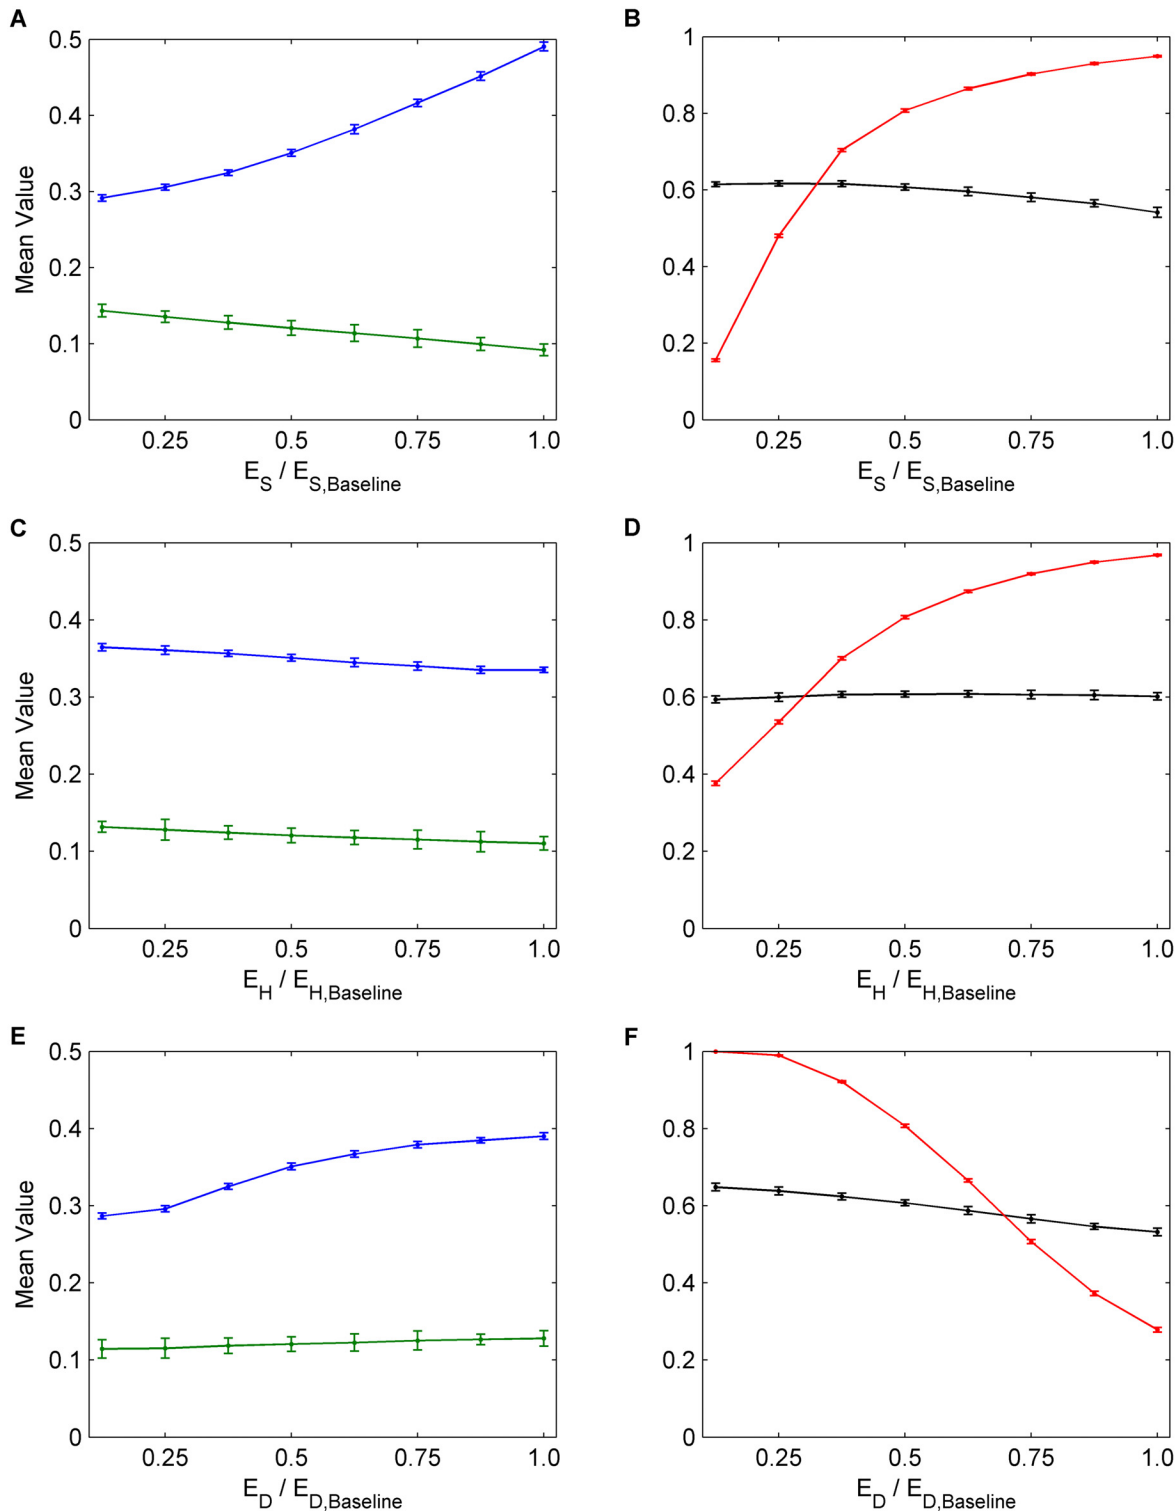 A
0.5
0.4
0.3
0.2
0.1
0
Mean Value
0.25 0.5 0.75 1.0
E_S / E_S,Baseline
B
1
0.8
0.6
0.4
0.2
0
0.25 0.5 0.75 1.0
E_S / E_S,Baseline
C
0.5
0.4
0.3
0.2
0.1
0
Mean Value
0.25 0.5 0.75 1.0
E_H / E_H,Baseline
D
1
0.8
0.6
0.4
0.2
0
0.25 0.5 0.75 1.0
E_H / E_H,Baseline
E
0.5
0.4
0.3
0.2
0.1
0
Mean Value
0.25 0.5 0.75 1.0
E_D / E_D,Baseline
F
1
0.8
0.6
0.4
0.2
0
0.25 0.5 0.75 1.0
E_D / E_D,Baseline